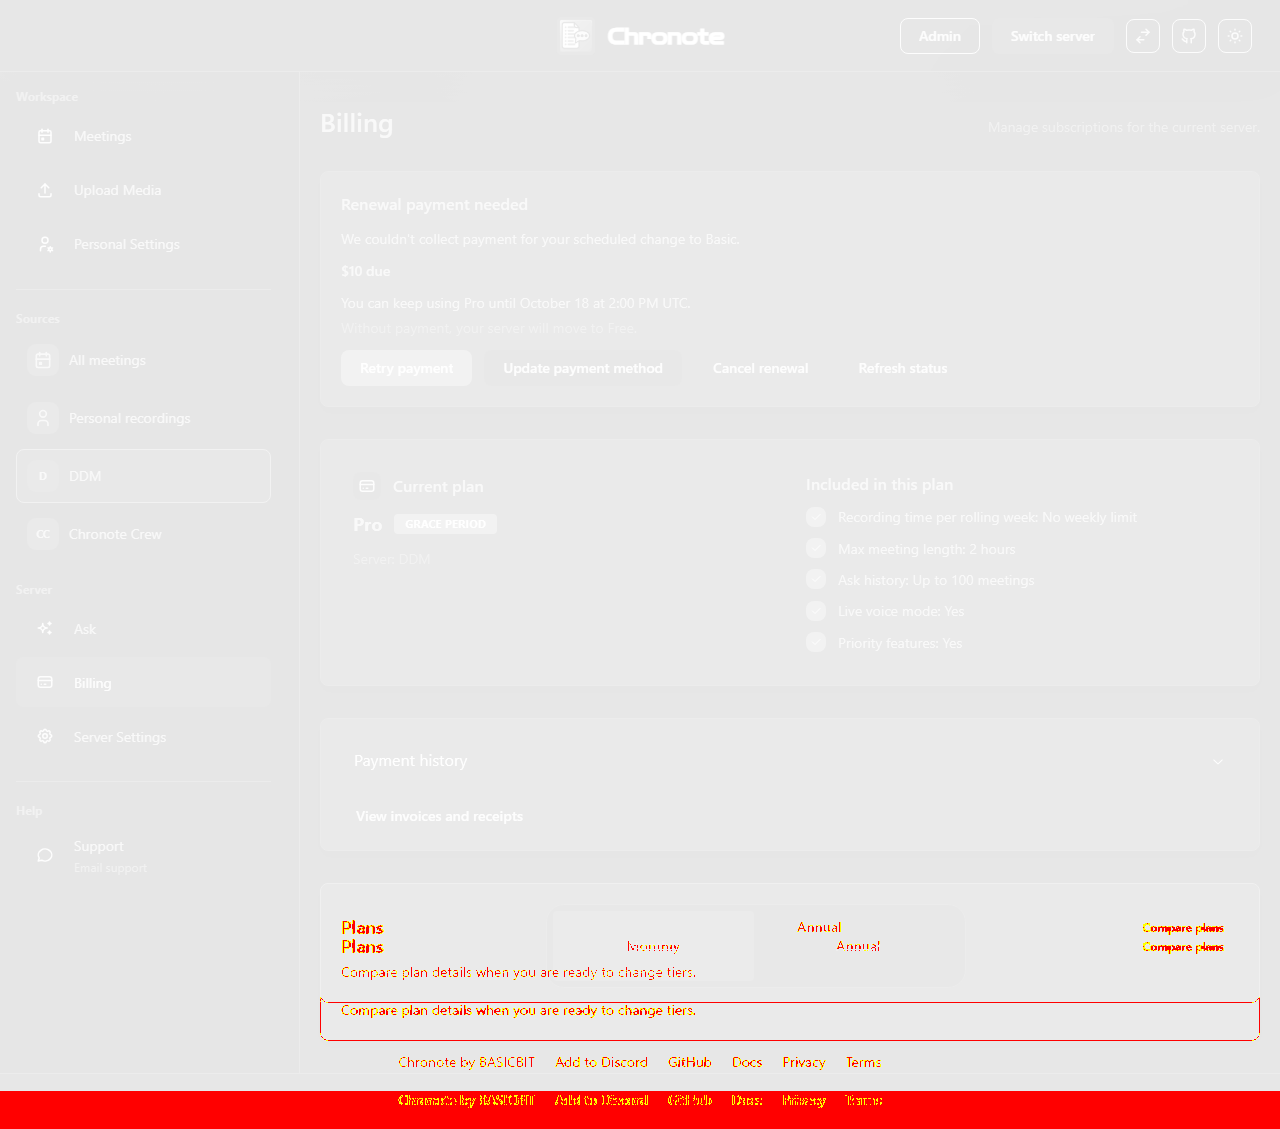 Chronote
Admin
Switch server
Workspace
Meetings
Upload Media
Personal Settings
Sources
All meetings
Personal recordings
D
DDM
CC
Chronote Crew
Server
Ask
Billing
Server Settings
Help
Support
Email support
Billing
Manage subscriptions for the current server.
Renewal payment needed
We couldn't collect payment for your scheduled change to Basic.
$10 due
You can keep using Pro until October 18 at 2:00 PM UTC.
Without payment, your server will move to Free.
Retry payment
Update payment method
Cancel renewal
Refresh status
Current plan
Pro
GRACE PERIOD
Server: DDM
Included in this plan
Recording time per rolling week: No weekly limit
Max meeting length: 2 hours
Ask history: Up to 100 meetings
Live voice mode: Yes
Priority features: Yes
Payment history
View invoices and receipts
Plans
Annual
Compare plans
Plans
Monthly
Annual
Compare plans
Compare plan details when you are ready to change tiers.
Compare plan details when you are ready to change tiers.
Chronote by BASICBIT
Add to Discord
GitHub
Docs
Privacy
Terms
Chronote by BASICBIT
Add to Discord
GitHub
Docs
Privacy
Terms